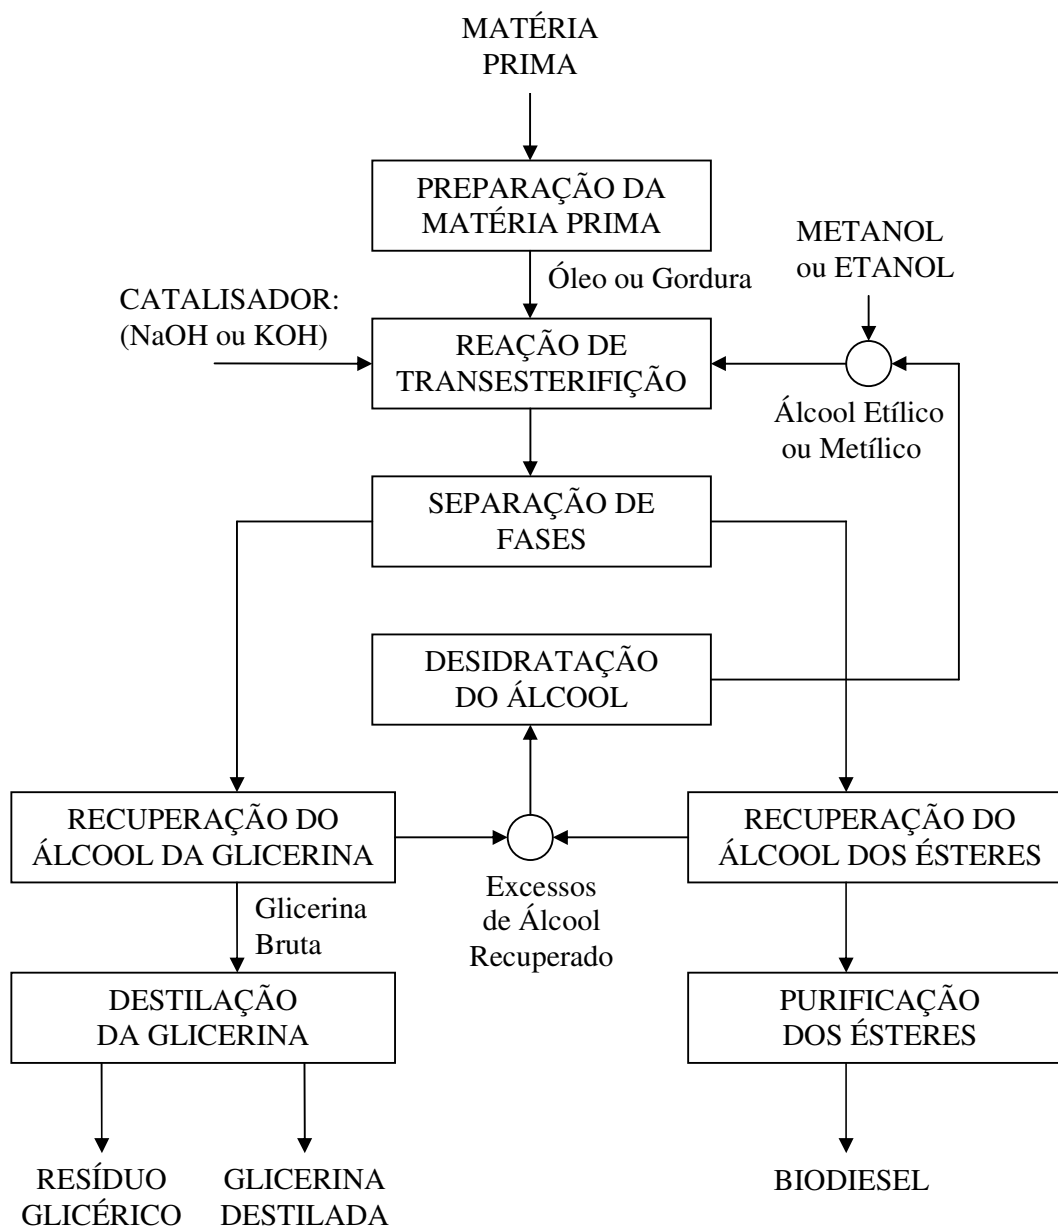 MATÉRIA
PRIMA
PREPARAÇÃO DA
MATÉRIA PRIMA
METANOL
ou ETANOL
Óleo ou Gordura
CATALISADOR:
(NaOH ou KOH)
REAÇÃO DE
TRANSESTERIFIÇÃO
Álcool Etílico
ou Metílico
SEPARAÇÃO DE
FASES
DESIDRATAÇÃO
DO ÁLCOOL
RECUPERAÇÃO DO
ÁLCOOL DA GLICERINA
RECUPERAÇÃO DO
ÁLCOOL DOS ÉSTERES
Excessos
de Álcool
Recuperado
Glicerina
Bruta
DESTILAÇÃO
DA GLICERINA
PURIFICAÇÃO
DOS ÉSTERES
RESÍDUO
GLICÉRICO
GLICERINA
DESTILADA
BIODIESEL